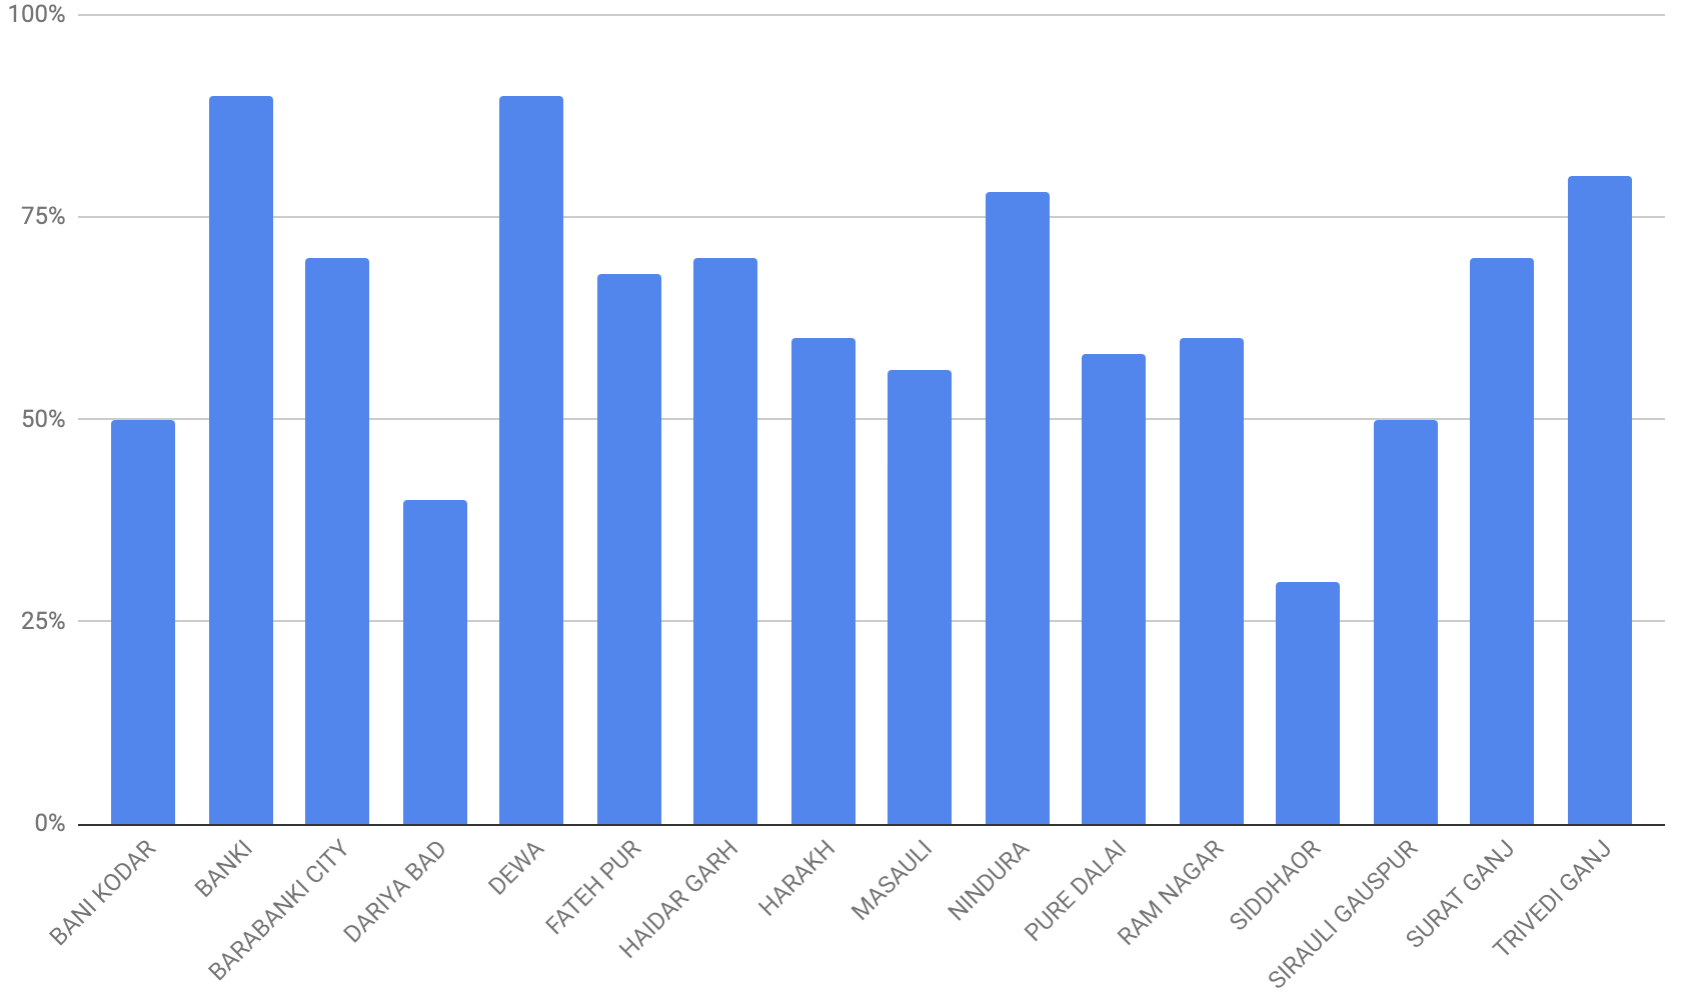 100%
75%
50%
25%
0%
BANI KODAR
BANKI
BARABANKI CITY
DARIYA BAD
DEWA
FATEH PUR
HAIDAR GARH
HARAKH
MASAULI
NINDURA
PURE DALAI
RAM NAGAR
SIDDHAOR
SIRAULI GAUSPUR
SURAT GANJ
TRIVEDI GANJ